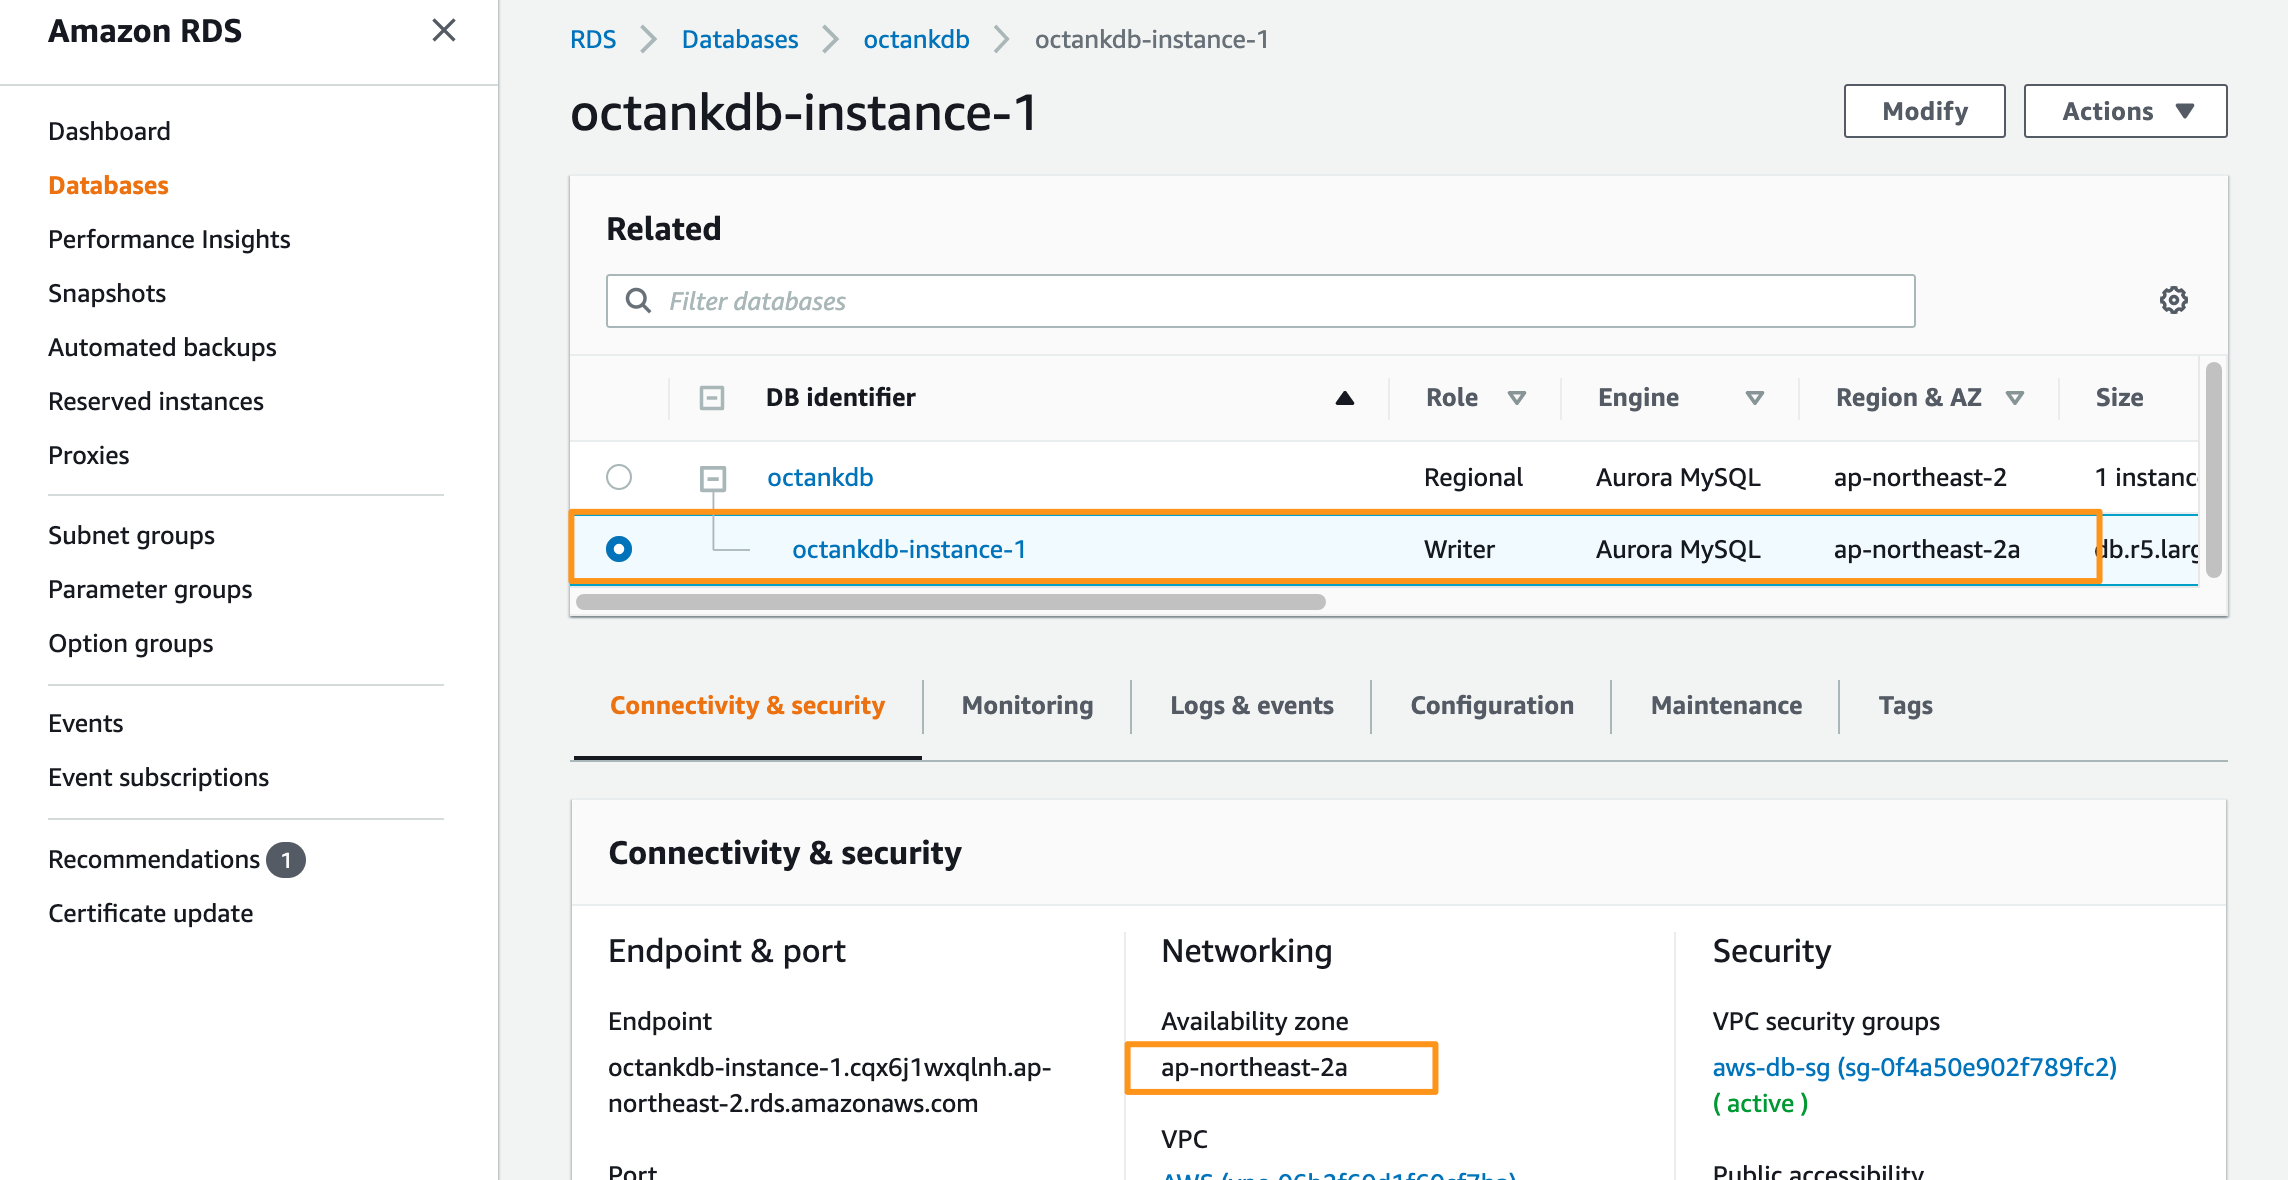 Amazon RDS
Dashboard
Databases
Performance Insights
Snapshots
Automated backups
Reserved instances
Proxies
Subnet groups
Parameter groups
Option groups
Events
Event subscriptions
Recommendations 1
Certificate update
RDS Databases octankdb octankdb-instance-1
octankdb-instance-1
Modify Actions
Related
Filter databases
DB identifier Role Engine Region & AZ Size
octankdb Regional Aurora MySQL ap-northeast-2 1 instanc
octankdb-instance-1 Writer Aurora MySQL ap-northeast-2a db.r5.larg
Connectivity & security Monitoring Logs & events Configuration Maintenance Tags
Connectivity & security
Endpoint & port
Endpoint
octankdb-instance-1.cqx6j1wxqlnh.ap-
northeast-2.rds.amazonaws.com
Port
Networking
Availability zone
ap-northeast-2a
VPC
Security
VPC security groups
aws-db-sg (sg-0f4a50e902f789fc2)
( active )
Public accessibility